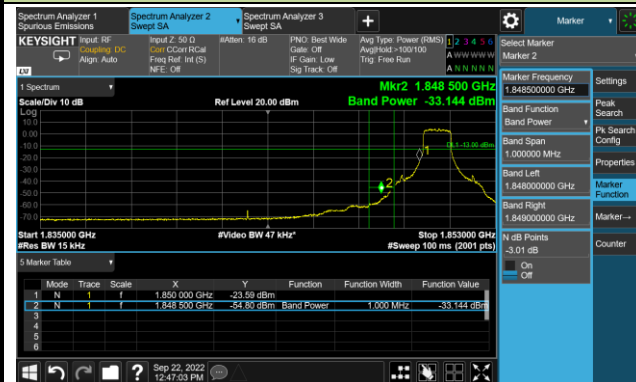 Spectrum Analyzer 1
Spurious Emissions
Spectrum Analyzer 2
Swept SA
Spectrum Analyzer 3
Swept SA
+
Marker
KEYSIGHT
Input: RF
Coupling: DC
Align: Auto
Input Z: 50 Ω
Corr CCorr RCal
Freq Ref: Int (S)
NFE: Off
#Atten: 16 dB
PNO: Best Wide
Gate: Off
IF Gain: Low
Sig Track: Off
Avg Type: Power (RMS)
Avg|Hold:>100/100
Trig: Free Run
1 2 3 4 5 6
A W W W W W
A N N N N N
LXI
Select Marker
Marker 2
Marker Frequency
1.848500000 GHz
Band Function
Band Power
Band Span
1.000000 MHz
Band Left
1.848000000 GHz
Band Right
1.849000000 GHz
N dB Points
-3.01 dB
On
Off
Settings
Peak
Search
Pk Search
Config
Properties
Marker
Function
Marker→
Counter
1 Spectrum
Scale/Div 10 dB
Ref Level 20.00 dBm
Mkr2 1.848 500 GHz
Band Power -33.144 dBm
Log
10.0
0.00
-10.0
-20.0
-30.0
-40.0
-50.0
-60.0
-70.0
DL1 -13.00 dBm
1
2
Start 1.835000 GHz
#Res BW 15 kHz
#Video BW 47 kHz*
Stop 1.853000 GHz
#Sweep 100 ms (2001 pts)
5 Marker Table
Mode Trace Scale X Y Function Function Width Function Value
1 N 1 f 1.850 000 GHz -23.59 dBm
2 N 1 f 1.848 500 GHz -54.80 dBm Band Power 1.000 MHz -33.144 dBm
3
4
5
6
?
Sep 22, 2022
12:47:03 PM